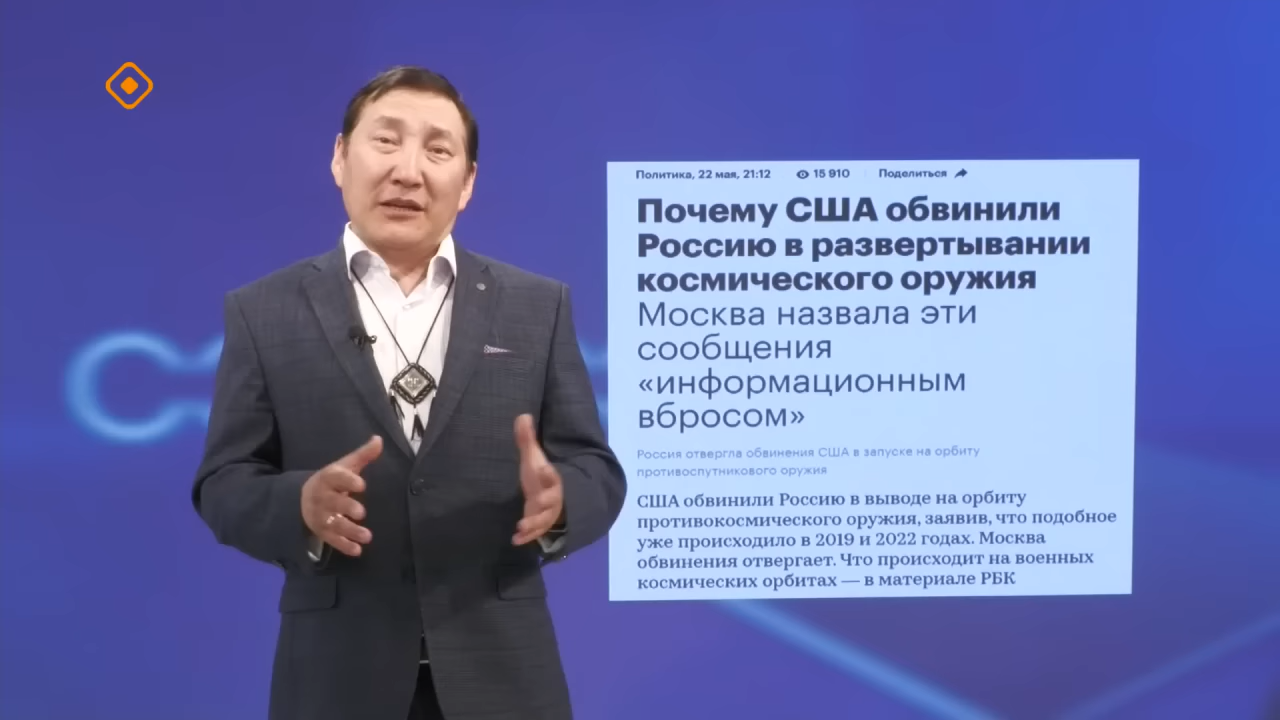 Политика, 22 мая, 21:12 15 910 Поделиться
Почему США обвинили
Россию в развертывании
космического оружия
Москва назвала эти
сообщения
«информационным
вбросом»
Россия отвергла обвинения США в запуске на орбиту
противоспутникового оружия
США обвинили Россию в выводе на орбиту
противокосмического оружия, заявив, что подобное
уже происходило в 2019 и 2022 годах. Москва
обвинения отвергает. Что происходит на военных
космических орбитах — в материале РБК